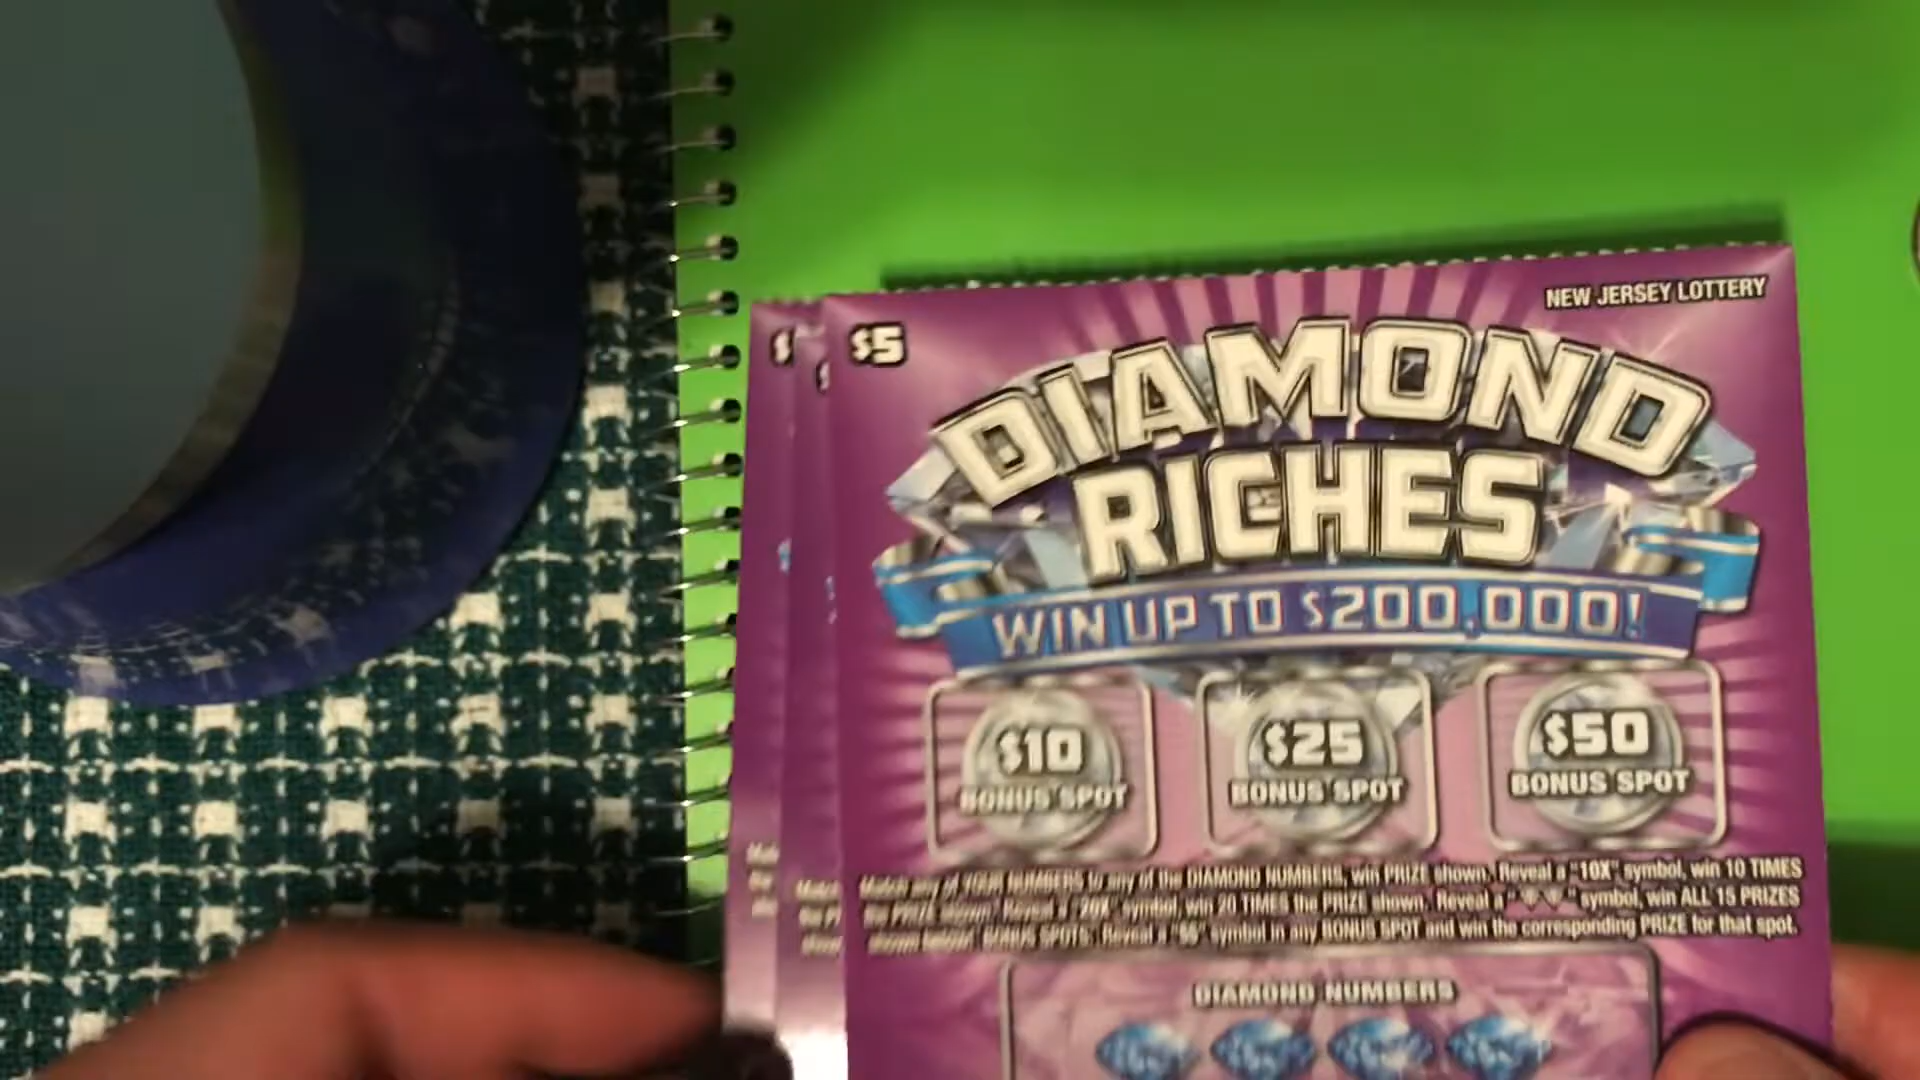 NEW JERSEY LOTTERY
$5
DIAMOND
RICHES
WIN UP TO $200,000!
$10
BONUS SPOT
$25
BONUS SPOT
$50
BONUS SPOT
Match any of YOUR NUMBERS to any of the DIAMOND NUMBERS, win PRIZE shown. Reveal a "10X" symbol, win 10 TIMES
the PRIZE shown. Reveal a "20X" symbol, win 20 TIMES the PRIZE shown. Reveal a " " symbol, win ALL 15 PRIZES
shown below! BONUS SPOTS: Reveal a "$$" symbol in any BONUS SPOT and win the corresponding PRIZE for that spot.
DIAMOND NUMBERS